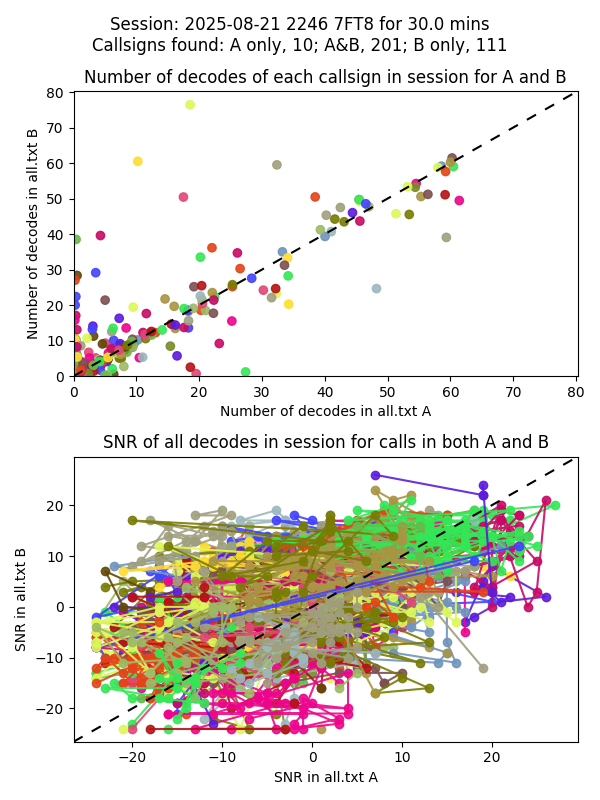 Session: 2025-08-21 2246 7FT8 for 30.0 mins
Callsigns found: A only, 10; A&B, 201; B only, 111
Number of decodes of each callsign in session for A and B
80
70
60
50
40
30
20
10
0
Number of decodes in all.txt B
0 10 20 30 40 50 60 70 80
Number of decodes in all.txt A
SNR of all decodes in session for calls in both A and B
20
10
0
−10
−20
SNR in all.txt B
−20 −10 0 10 20
SNR in all.txt A